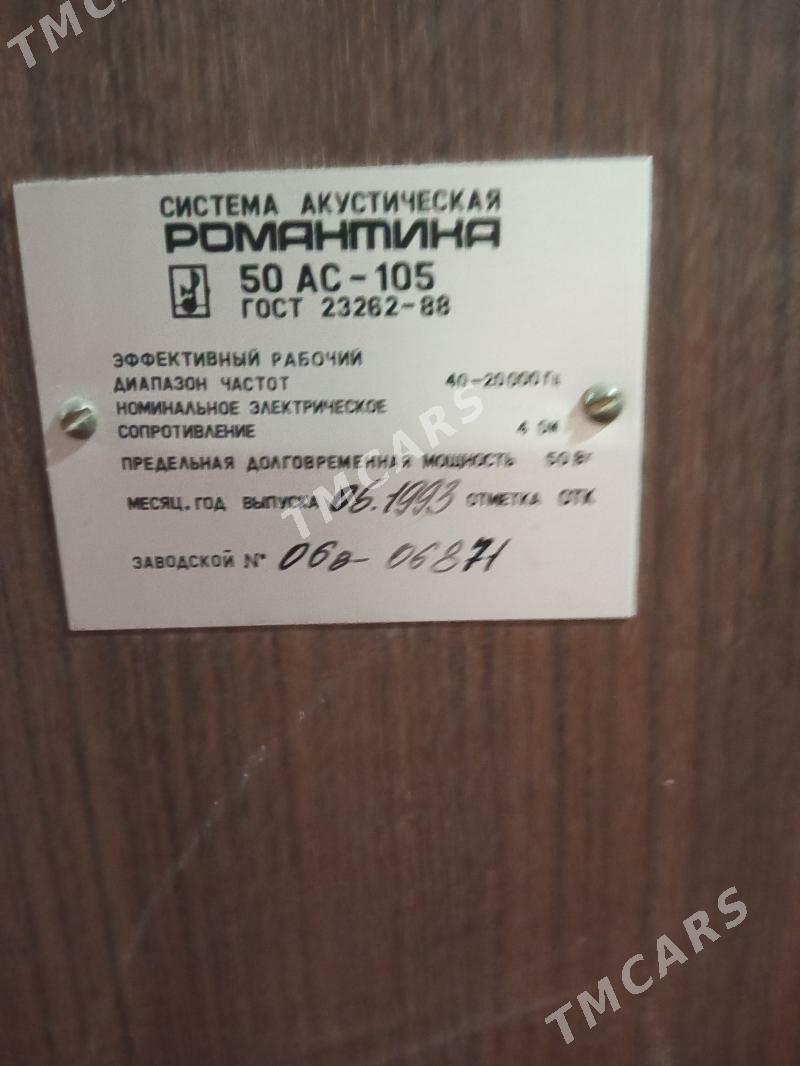 TMCARS
СИСТЕМА АКУСТИЧЕСКАЯ
РОМАНТИКА
50 АС-105
ГОСТ 23262-88
ЭФФЕКТИВНЫЙ РАБОЧИЙ
ДИАПАЗОН ЧАСТОТ 40-20000 Гц
НОМИНАЛЬНОЕ ЭЛЕКТРИЧЕСКОЕ
СОПРОТИВЛЕНИЕ 4 Ом
ПРЕДЕЛЬНАЯ ДОЛГОВРЕМЕННАЯ МОЩНОСТЬ 50 Вт
МЕСЯЦ. ГОД ВЫПУСКА 06.1993 ОТМЕТКА ОТК
ЗАВОДСКОЙ № 06в-06871
TMCARS
TMCARS